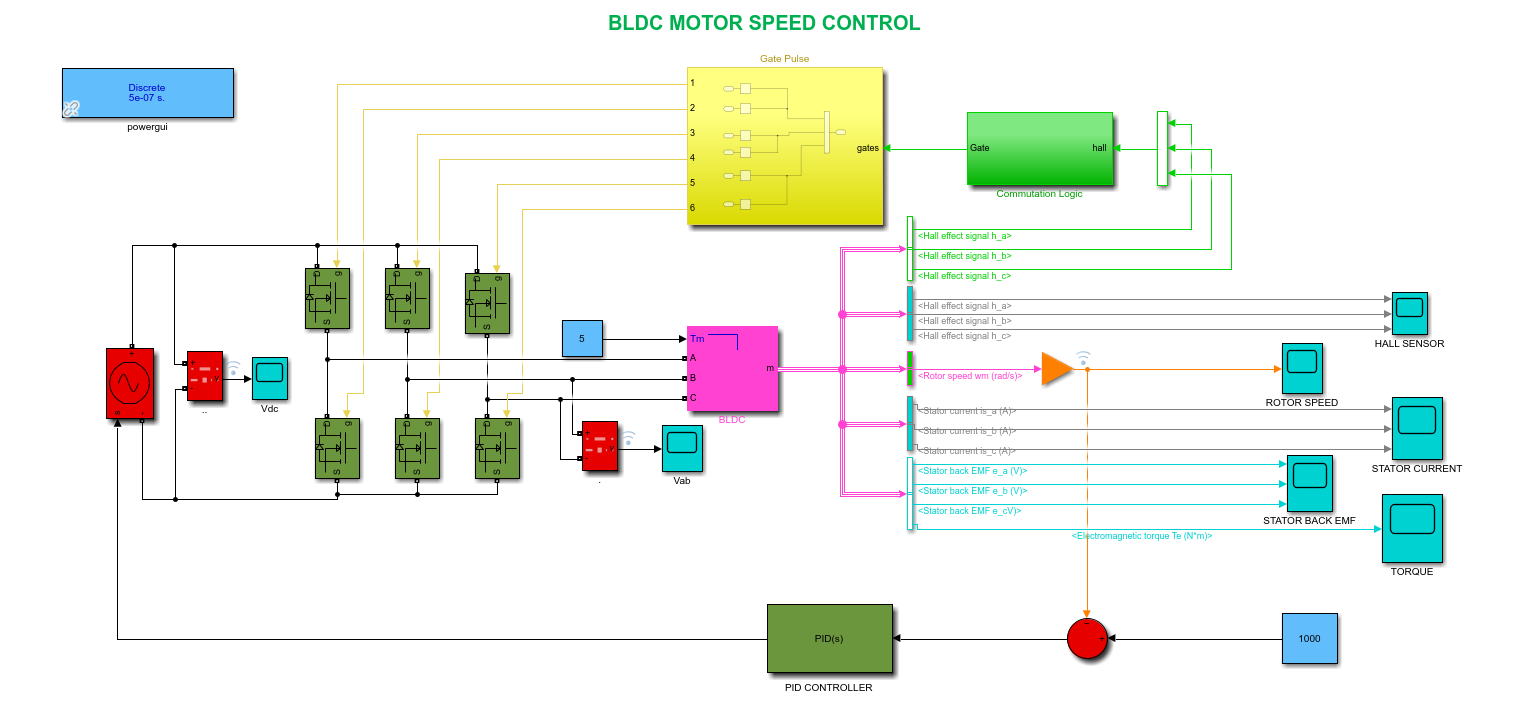 BLDC MOTOR SPEED CONTROL
Gate Pulse
Discrete
5e-07 s.
powergui
1
2
3
4
5
6
gates
Gate
hall
Commutation Logic
<Hall effect signal h_a>
<Hall effect signal h_b>
<Hall effect signal h_c>
<Hall effect signal h_a>
<Hall effect signal h_b>
<Hall effect signal h_c>
HALL SENSOR
D
g
S
D
g
S
D
g
S
5
Tm
A
B
C
m
BLDC
<Rotor speed wm (rad/s)>
ROTOR SPEED
+
-
v
..
Vdc
D
g
S
D
g
S
D
g
S
+
-
v
.
Vab
<Stator current is_a (A)>
<Stator current is_b (A)>
<Stator current is_c (A)>
STATOR CURRENT
<Stator back EMF e_a (V)>
<Stator back EMF e_b (V)>
<Stator back EMF e_cV)>
STATOR BACK EMF
<Electromagnetic torque Te (N*m)>
TORQUE
PID(s)
PID CONTROLLER
+
1000